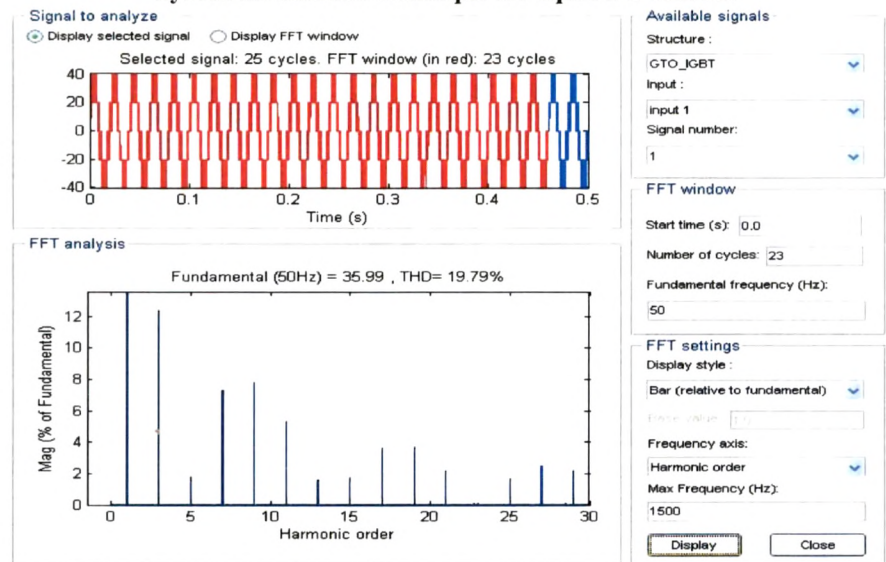 Signal to analyze
Display selected signal Display FFT window
Selected signal: 25 cycles. FFT window (in red): 23 cycles
40
20
0
-20
-40
0 0.1 0.2 0.3 0.4 0.5
Time (s)
FFT analysis
Fundamental (50Hz) = 35.99 , THD= 19.79%
Mag (% of Fundamental)
12
10
8
6
4
2
0
0 5 10 15 20 25 30
Harmonic order
Available signals
Structure :
GTO_IGBT
Input :
input 1
Signal number:
1
FFT window
Start time (s): 0.0
Number of cycles: 23
Fundamental frequency (Hz):
50
FFT settings
Display style :
Bar (relative to fundamental)
Base value
Frequency axis:
Harmonic order
Max Frequency (Hz):
1500
Display Close